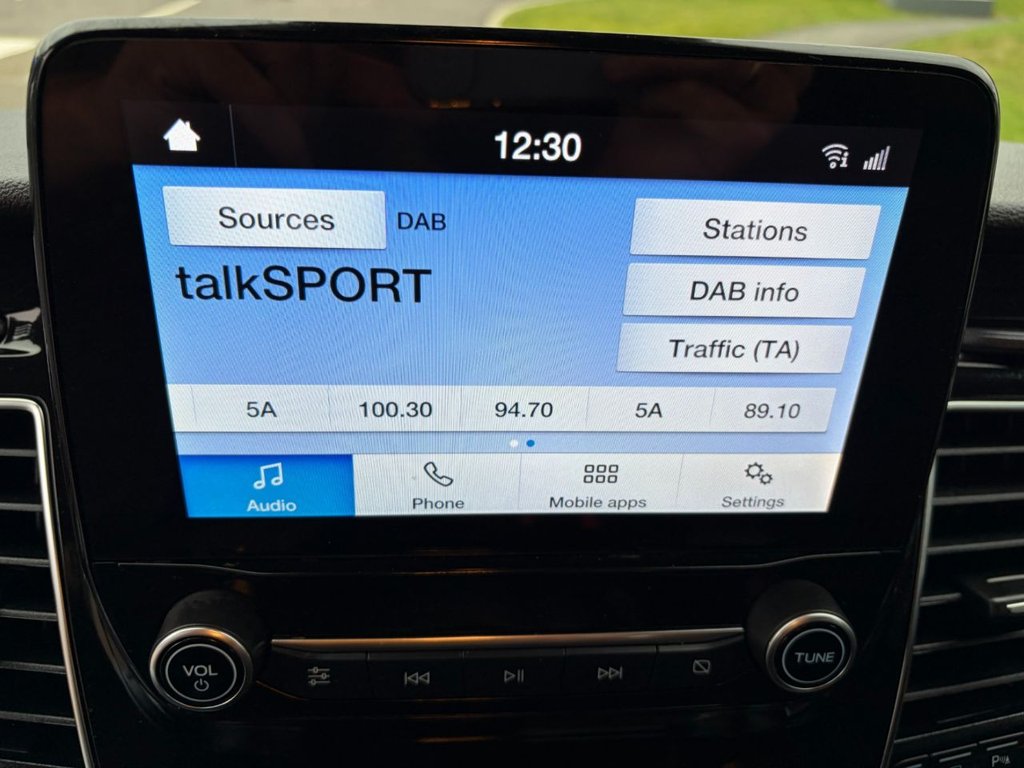 12:30
Sources DAB
Stations
talkSPORT
DAB info
Traffic (TA)
5A 100.30 94.70 5A 89.10
Audio Phone Mobile apps Settings
VOL
TUNE